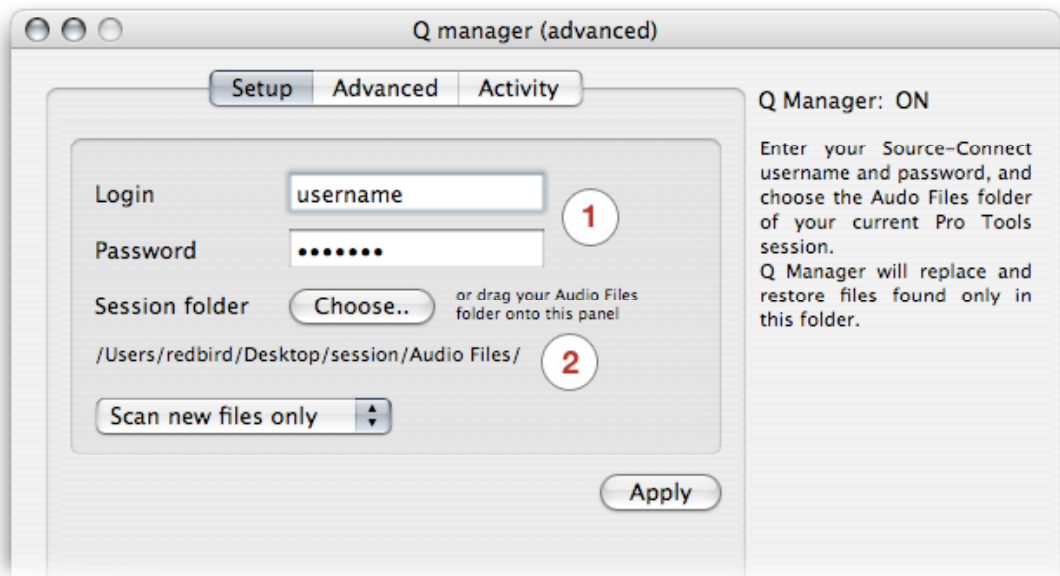 Q manager (advanced)
Setup Advanced Activity
Login username
1
Password •••••••
Session folder Choose.. or drag your Audio Files
folder onto this panel
/Users/redbird/Desktop/session/Audio Files/
2
Scan new files only
Apply
Q Manager: ON
Enter your Source-Connect
username and password, and
choose the Audo Files folder
of your current Pro Tools
session.
Q Manager will replace and
restore files found only in
this folder.